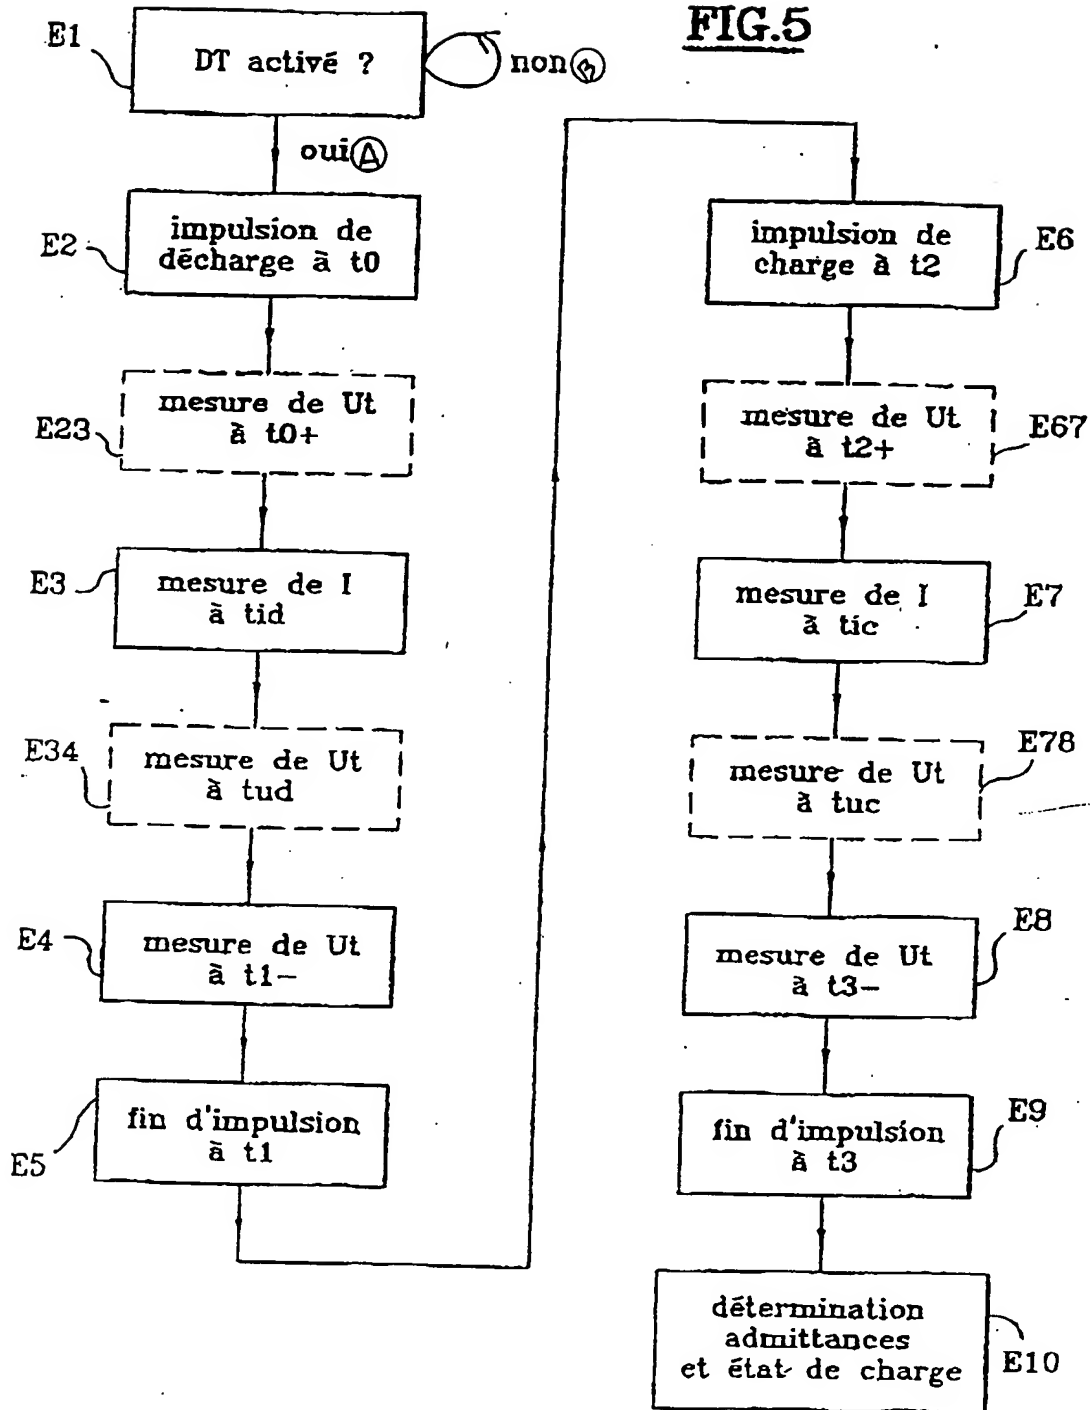 FIG.5
E1
DT activé ?
non Ⓑ
oui Ⓐ
E2
impulsion de
décharge à t0
E23
mesure de Ut
à t0+
E3
mesure de I
à tid
E34
mesure de Ut
à tud
E4
mesure de Ut
à t1-
E5
fin d'impulsion
à t1
impulsion de
charge à t2
E6
mesure de Ut
à t2+
E67
mesure de I
à tic
E7
mesure de Ut
à tuc
E78
mesure de Ut
à t3-
E8
fin d'impulsion
à t3
E9
détermination
admittances
et état de charge
E10